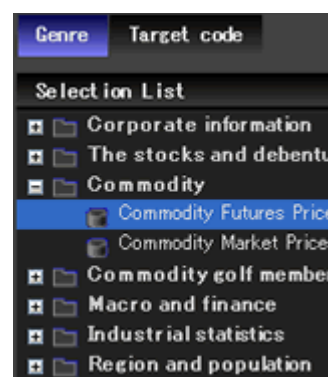 Genre Target code
Selection List
Corporate information
The stocks and debentu
Commodity
Commodity Futures Price
Commodity Market Price
Commodity golf member
Macro and finance
Industrial statistics
Region and population